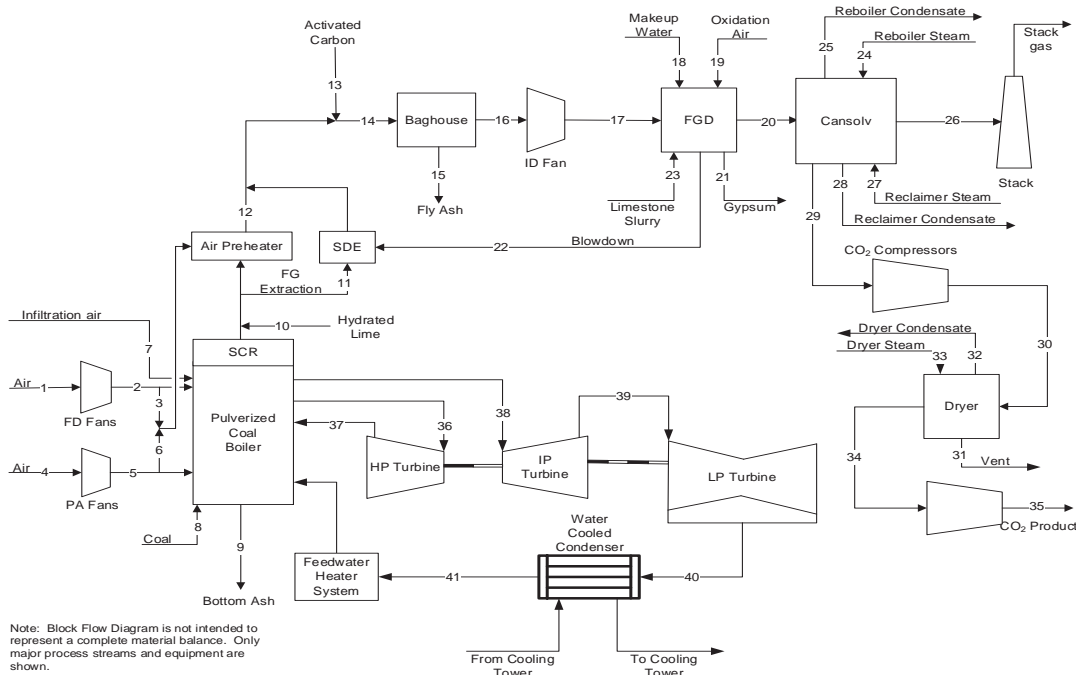 Activated
Carbon
Makeup
Water
Oxidation
Air
Reboiler Condensate
Reboiler Steam
Stack
gas
25
24
18
19
13
14
Baghouse
16
ID Fan
17
FGD
20
Cansolv
26
Stack
15
Fly Ash
23
21
Limestone
Slurry
Gypsum
29
28
27
Reclaimer Steam
Reclaimer Condensate
12
Air Preheater
SDE
22
Blowdown
FG
Extraction
11
CO2 Compressors
10
Hydrated
Lime
Infiltration air
7
SCR
Dryer Condensate
Dryer Steam
33
32
30
Air
1
2
3
FD Fans
Pulverized
Coal
Boiler
38
36
37
39
Dryer
6
Air
4
5
PA Fans
HP Turbine
IP
Turbine
LP Turbine
34
31
Vent
35
CO2 Product
8
Coal
9
Bottom Ash
Feedwater
Heater
System
41
Water
Cooled
Condenser
40
Note: Block Flow Diagram is not intended to
represent a complete material balance. Only
major process streams and equipment are
shown.
From Cooling
Tower
To Cooling
Tower